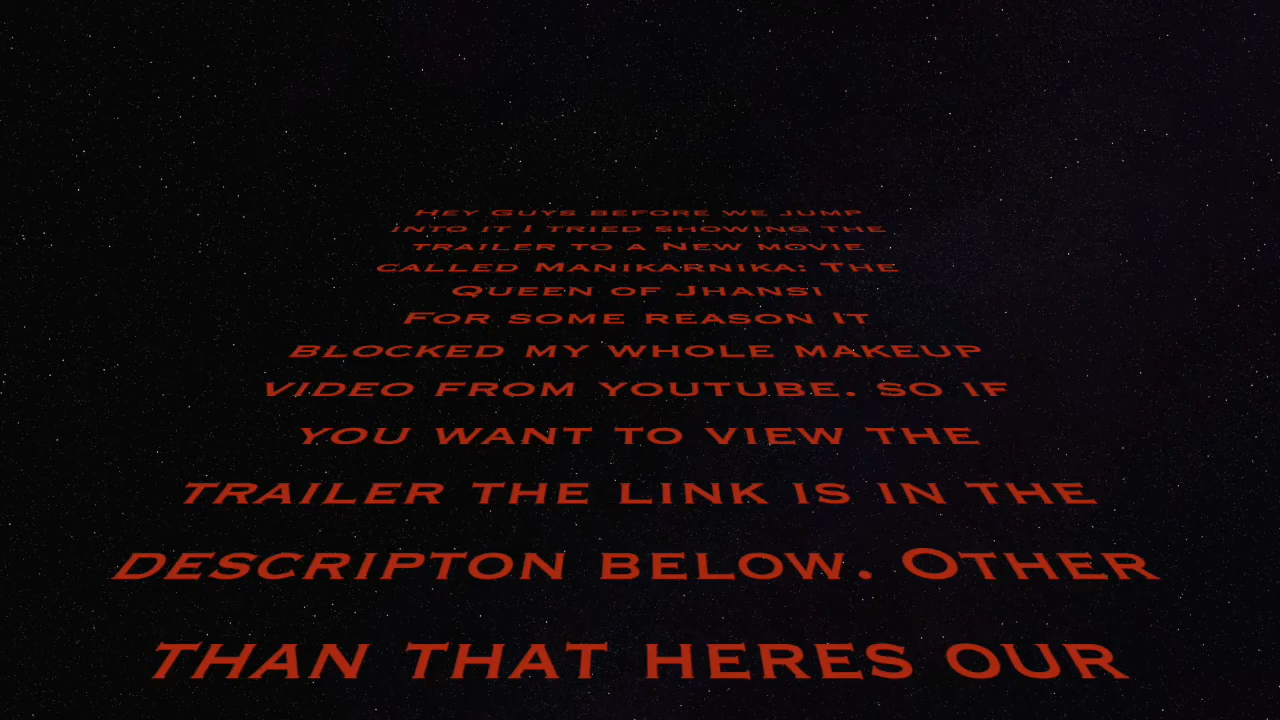 Hey Guys before we jump
into it I tried showing the
trailer to a New movie
called Manikarnika: The
Queen of Jhansi
For some reason It
blocked my whole makeup
video from youtube. so if
you want to view the
trailer the link is in the
descripton below. Other
than that heres our